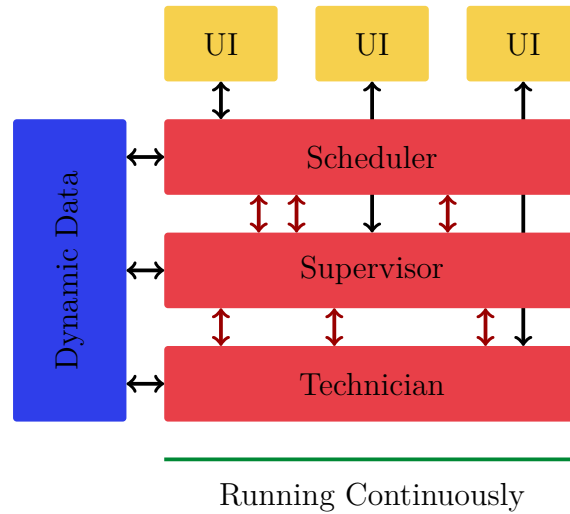 UI
UI
UI
Scheduler
Dynamic Data
Supervisor
Technician
Running Continuously